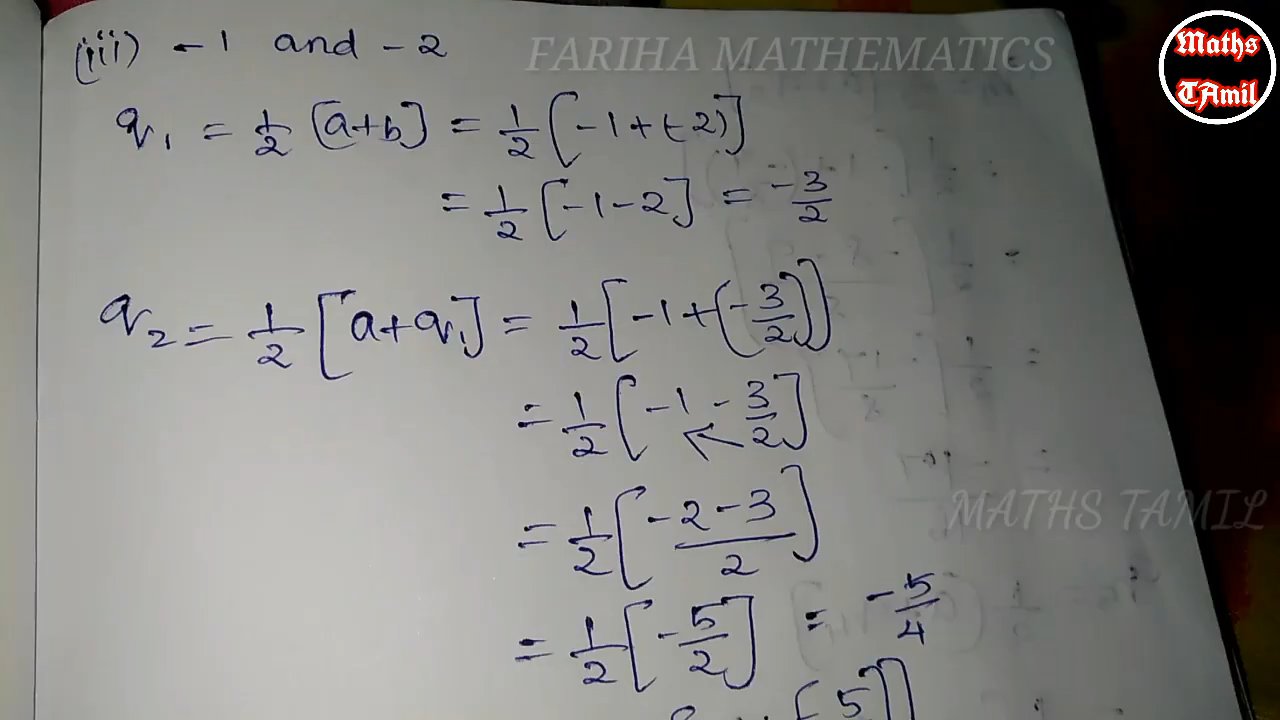 (iii) -1 and -2
FARIHA MATHEMATICS
Maths
TAmil
q₁ = 1/2 [a+b] = 1/2 [-1+(-2)]
= 1/2 [-1-2] = -3/2
q₂ = 1/2 [a+q₁] = 1/2 [-1+(-3/2)]
= 1/2 [-1 - 3/2]
= 1/2 [(-2-3)/2]
MATHS TAMIL
= 1/2 [-5/2] = -5/4